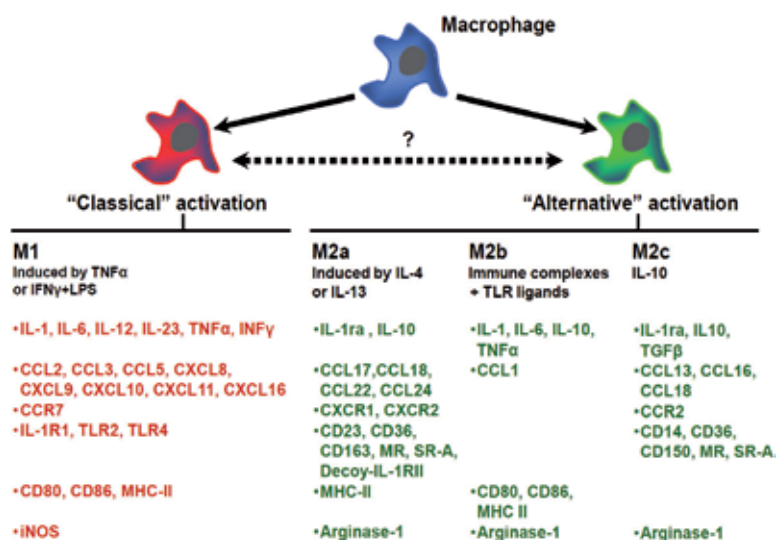 Macrophage
?
“Classical” activation
“Alternative” activation
M1
Induced by TNFα
or IFNγ+LPS
•IL-1, IL-6, IL-12, IL-23, TNFα, INFγ
•CCL2, CCL3, CCL5, CXCL8,
CXCL9, CXCL10, CXCL11, CXCL16
•CCR7
•IL-1R1, TLR2, TLR4
•CD80, CD86, MHC-II
•iNOS
M2a
Induced by IL-4
or IL-13
•IL-1ra , IL-10
•CCL17,CCL18,
CCL22, CCL24
•CXCR1, CXCR2
•CD23, CD36,
CD163, MR, SR-A,
Decoy-IL-1RII
•MHC-II
•Arginase-1
M2b
Immune complexes
+ TLR ligands
•IL-1, IL-6, IL-10,
TNFα
•CCL1
•CD80, CD86,
MHC II
•Arginase-1
M2c
IL-10
•IL-1ra, IL10,
TGFβ
•CCL13, CCL16,
CCL18
•CCR2
•CD14, CD36,
CD150, MR, SR-A.
•Arginase-1